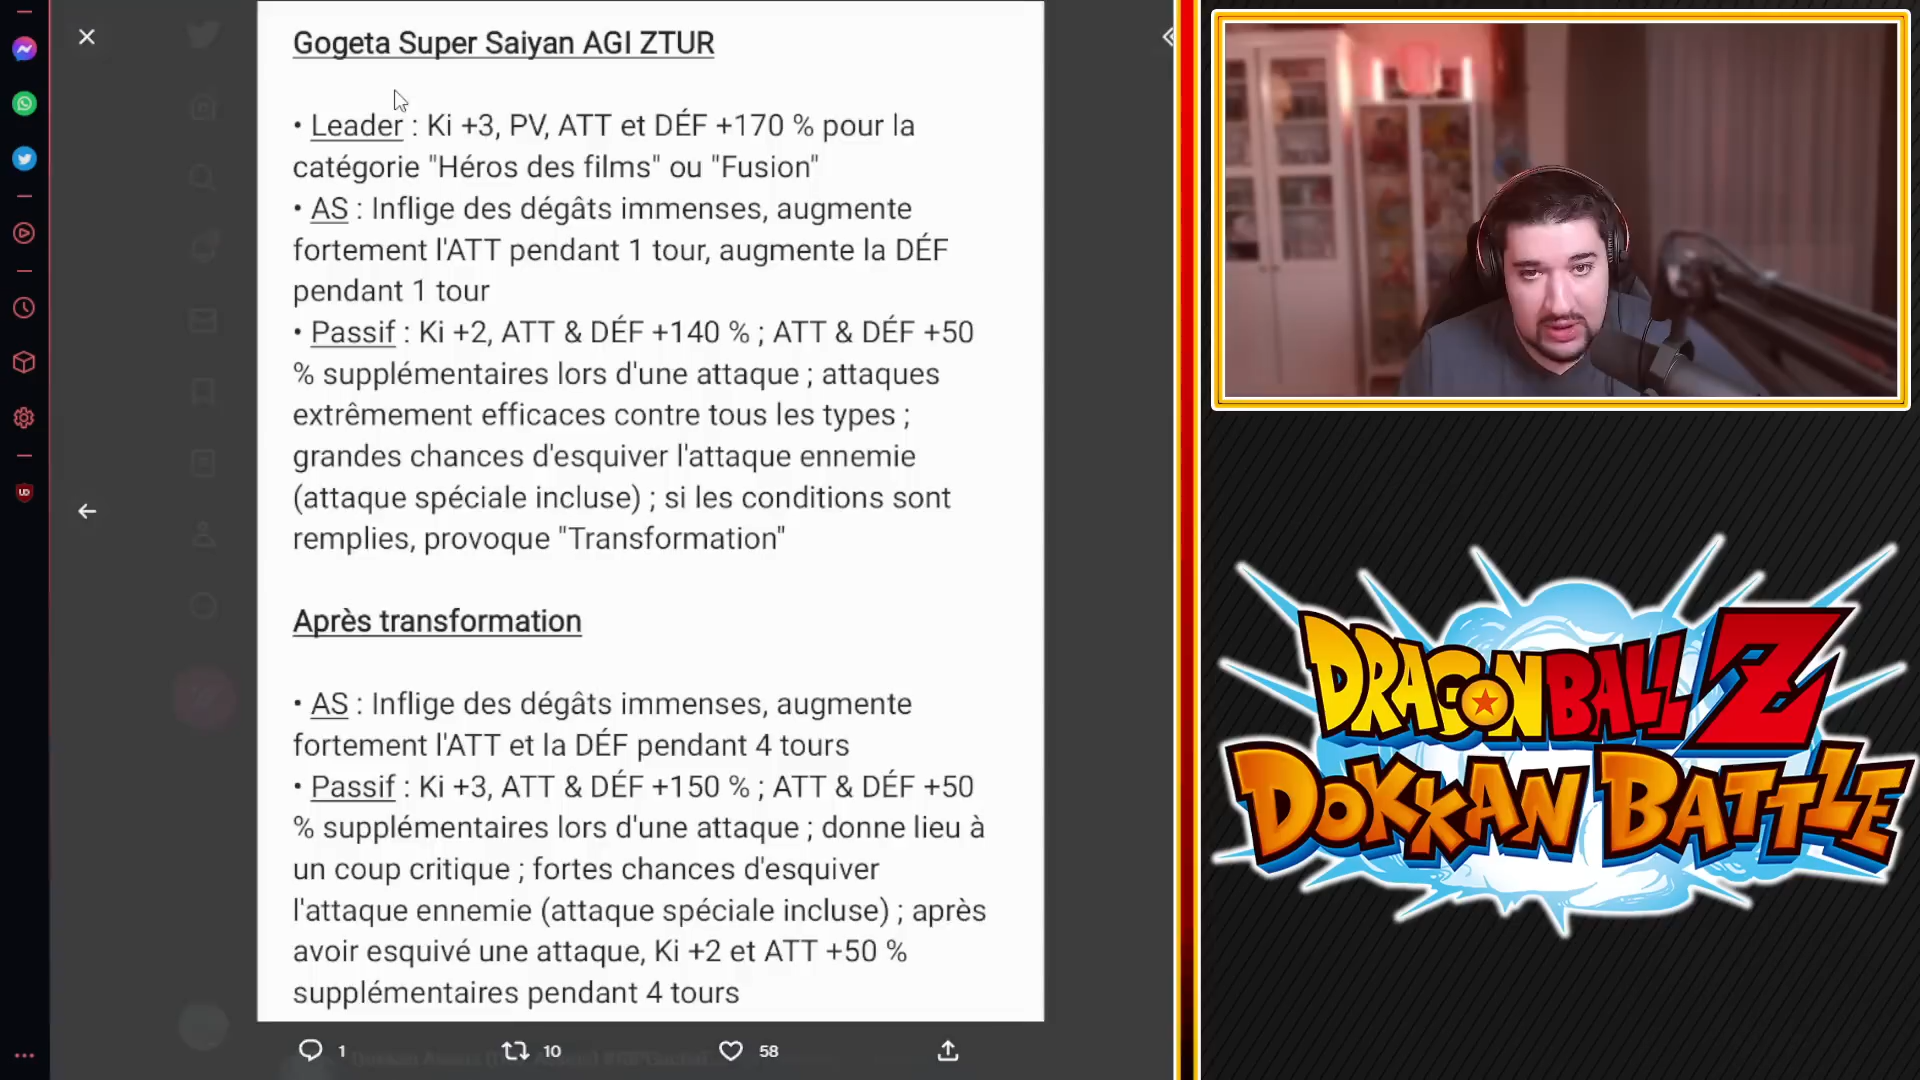 Gogeta Super Saiyan AGI ZTUR
• Leader : Ki +3, PV, ATT et DÉF +170 % pour la
catégorie "Héros des films" ou "Fusion"
• AS : Inflige des dégâts immenses, augmente
fortement l'ATT pendant 1 tour, augmente la DÉF
pendant 1 tour
• Passif : Ki +2, ATT & DÉF +140 % ; ATT & DÉF +50
% supplémentaires lors d'une attaque ; attaques
extrêmement efficaces contre tous les types ;
grandes chances d'esquiver l'attaque ennemie
(attaque spéciale incluse) ; si les conditions sont
remplies, provoque "Transformation"
Après transformation
• AS : Inflige des dégâts immenses, augmente
fortement l'ATT et la DÉF pendant 4 tours
• Passif : Ki +3, ATT & DÉF +150 % ; ATT & DÉF +50
% supplémentaires lors d'une attaque ; donne lieu à
un coup critique ; fortes chances d'esquiver
l'attaque ennemie (attaque spéciale incluse) ; après
avoir esquivé une attaque, Ki +2 et ATT +50 %
supplémentaires pendant 4 tours
1 10 58
UD
DRAGON BALL Z
DOKKAN BATTLE